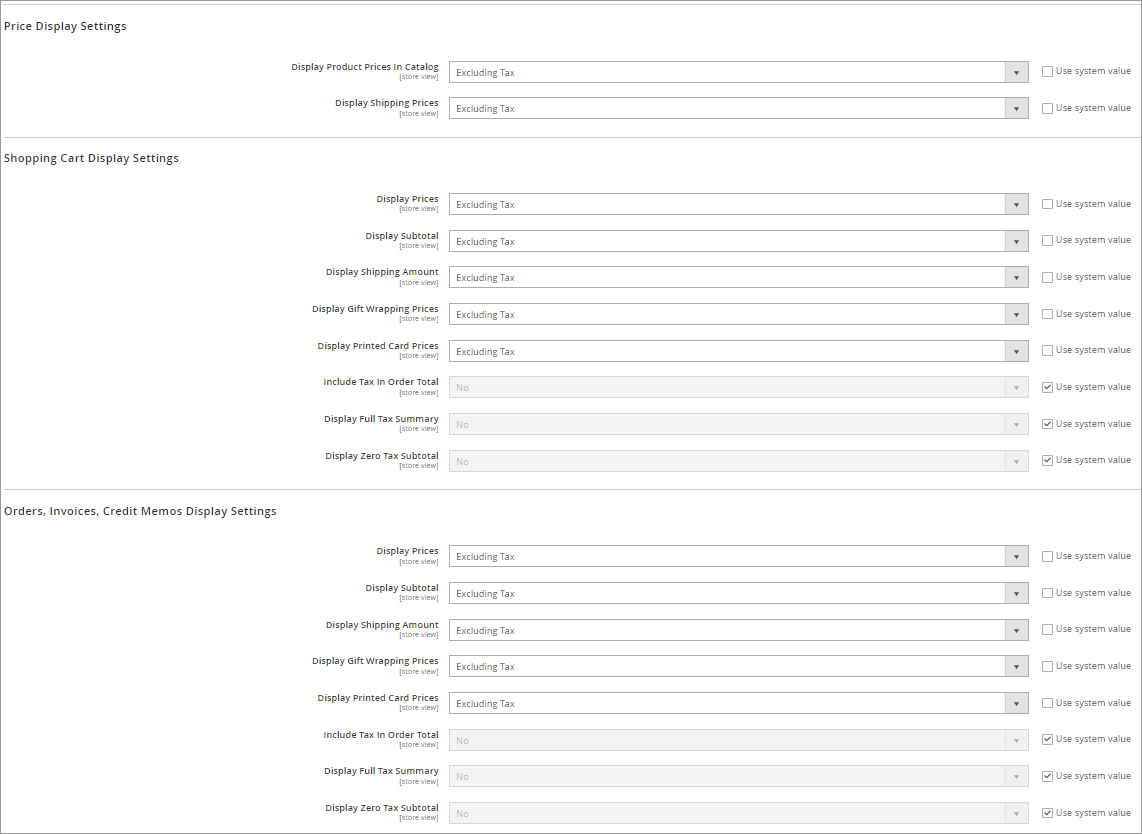 Price Display Settings
Display Product Prices In Catalog
[store view]
Excluding Tax
Use system value
Display Shipping Prices
[store view]
Excluding Tax
Use system value
Shopping Cart Display Settings
Display Prices
[store view]
Excluding Tax
Use system value
Display Subtotal
[store view]
Excluding Tax
Use system value
Display Shipping Amount
[store view]
Excluding Tax
Use system value
Display Gift Wrapping Prices
[store view]
Excluding Tax
Use system value
Display Printed Card Prices
[store view]
Excluding Tax
Use system value
Include Tax In Order Total
[store view]
No
Use system value
Display Full Tax Summary
[store view]
No
Use system value
Display Zero Tax Subtotal
[store view]
No
Use system value
Orders, Invoices, Credit Memos Display Settings
Display Prices
[store view]
Excluding Tax
Use system value
Display Subtotal
[store view]
Excluding Tax
Use system value
Display Shipping Amount
[store view]
Excluding Tax
Use system value
Display Gift Wrapping Prices
[store view]
Excluding Tax
Use system value
Display Printed Card Prices
[store view]
Excluding Tax
Use system value
Include Tax In Order Total
[store view]
No
Use system value
Display Full Tax Summary
[store view]
No
Use system value
Display Zero Tax Subtotal
[store view]
No
Use system value